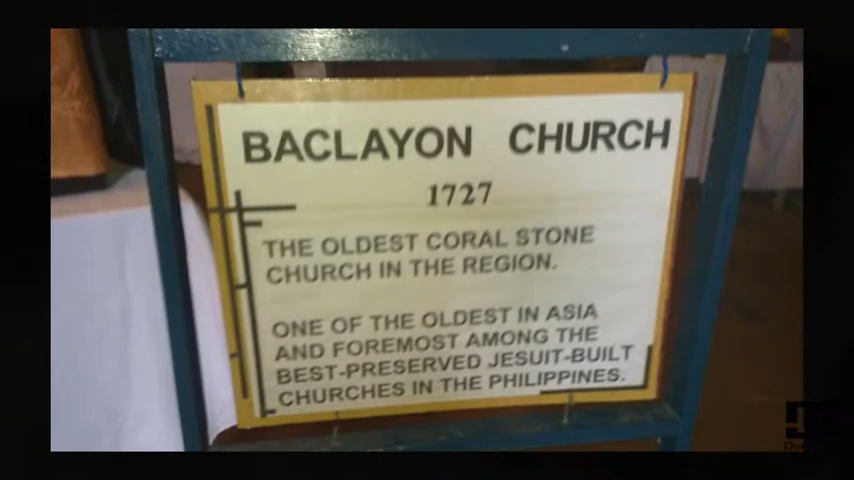 BACLAYON CHURCH
1727
THE OLDEST CORAL STONE
CHURCH IN THE REGION.
ONE OF THE OLDEST IN ASIA
AND FOREMOST AMONG THE
BEST-PRESERVED JESUIT-BUILT
CHURCHES IN THE PHILIPPINES.